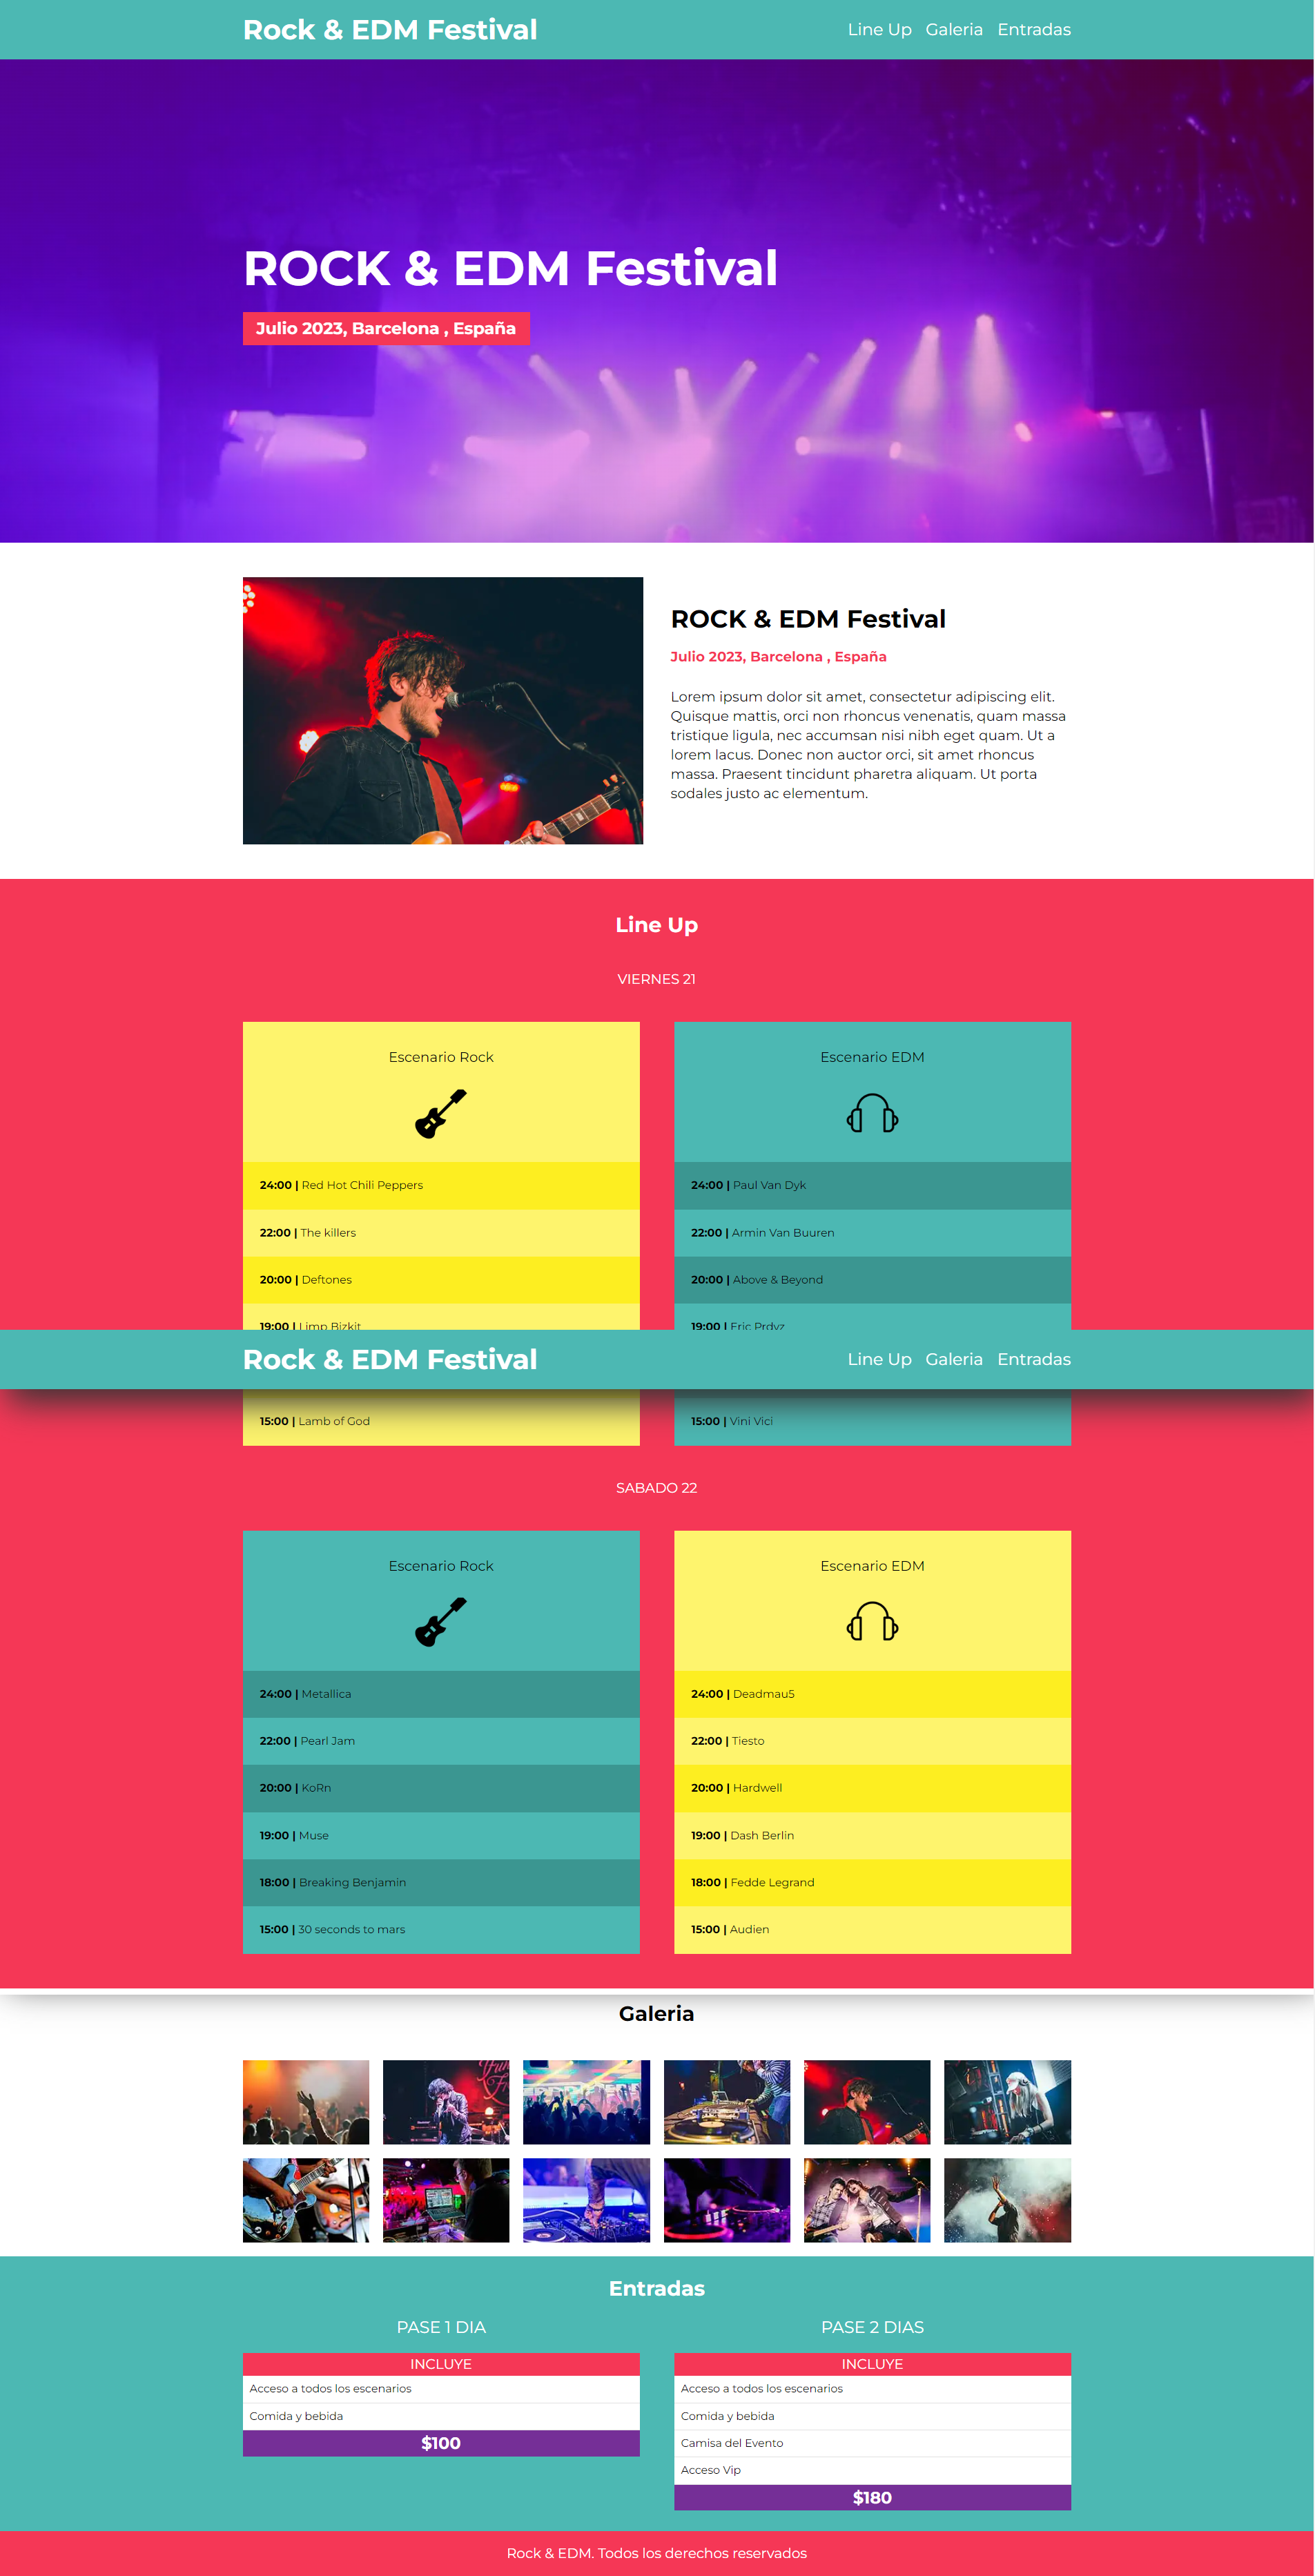 Rock & EDM Festival
Line Up Galeria Entradas
ROCK & EDM Festival
Julio 2023, Barcelona , España
ROCK & EDM Festival
Julio 2023, Barcelona , España
Lorem ipsum dolor sit amet, consectetur adipiscing elit.
Quisque mattis, orci non rhoncus venenatis, quam massa
tristique ligula, nec accumsan nisi nibh eget quam. Ut a
lorem lacus. Donec non auctor orci, sit amet rhoncus
massa. Praesent tincidunt pharetra aliquam. Ut porta
sodales justo ac elementum.
Line Up
VIERNES 21
Escenario Rock
24:00 | Red Hot Chili Peppers
22:00 | The killers
20:00 | Deftones
19:00 | Limp Bizkit
Escenario EDM
24:00 | Paul Van Dyk
22:00 | Armin Van Buuren
20:00 | Above & Beyond
19:00 | Eric Prdyz
Rock & EDM Festival
Line Up Galeria Entradas
15:00 | Lamb of God
15:00 | Vini Vici
SABADO 22
Escenario Rock
24:00 | Metallica
22:00 | Pearl Jam
20:00 | KoRn
19:00 | Muse
18:00 | Breaking Benjamin
15:00 | 30 seconds to mars
Escenario EDM
24:00 | Deadmau5
22:00 | Tiesto
20:00 | Hardwell
19:00 | Dash Berlin
18:00 | Fedde Legrand
15:00 | Audien
Galeria
Entradas
PASE 1 DIA
INCLUYE
Acceso a todos los escenarios
Comida y bebida
$100
PASE 2 DIAS
INCLUYE
Acceso a todos los escenarios
Comida y bebida
Camisa del Evento
Acceso Vip
$180
Rock & EDM. Todos los derechos reservados